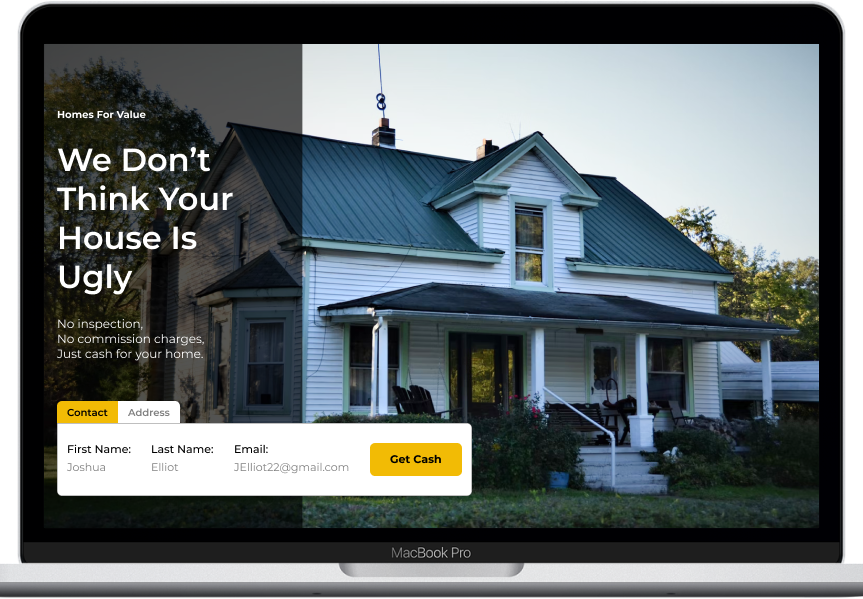 Homes For Value
We Don’t
Think Your
House Is
Ugly
No inspection,
No commission charges,
Just cash for your home.
Contact Address
First Name: Last Name: Email:
Joshua Elliot JElliot22@gmail.com
Get Cash
MacBook Pro